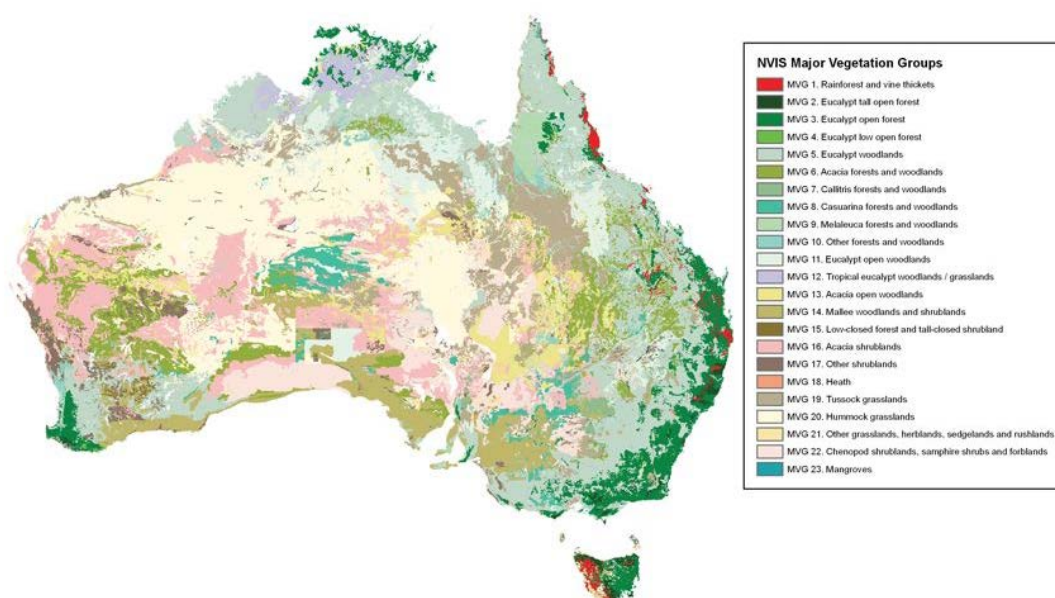 NVIS Major Vegetation Groups
MVG 1. Rainforest and vine thickets
MVG 2. Eucalypt tall open forest
MVG 3. Eucalypt open forest
MVG 4. Eucalypt low open forest
MVG 5. Eucalypt woodlands
MVG 6. Acacia forests and woodlands
MVG 7. Callitris forests and woodlands
MVG 8. Casuarina forests and woodlands
MVG 9. Melaleuca forests and woodlands
MVG 10. Other forests and woodlands
MVG 11. Eucalypt open woodlands
MVG 12. Tropical eucalypt woodlands / grasslands
MVG 13. Acacia open woodlands
MVG 14. Mallee woodlands and shrublands
MVG 15. Low-closed forest and tall-closed shrubland
MVG 16. Acacia shrublands
MVG 17. Other shrublands
MVG 18. Heath
MVG 19. Tussock grasslands
MVG 20. Hummock grasslands
MVG 21. Other grasslands, herblands, sedgelands and rushlands
MVG 22. Chenopod shrublands, samphire shrubs and forblands
MVG 23. Mangroves